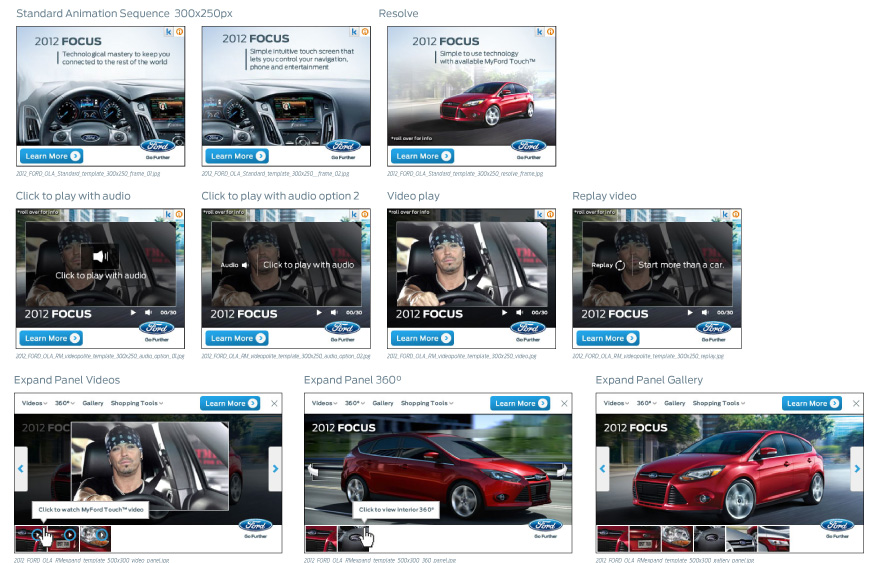 Standard Animation Sequence 300x250px
Resolve
2012 FOCUS
Technological mastery to keep you
connected to the rest of the world
Learn More
Ford
Go Further
2012 FOCUS
Simple intuitive touch screen that
lets you control your navigation,
phone and entertainment
Learn More
Ford
Go Further
2012 FOCUS
Simple to use technology
with available MyFord Touch™
*roll over for info
Learn More
Ford
Go Further
2012_FORD_OLA_Standard_template_300x250_frame_01.jpg
2012_FORD_OLA_Standard_template_300x250__frame_02.jpg
2012_FORD_OLA_Standard_template_300x250_resolve_frame.jpg
Click to play with audio
Click to play with audio option 2
Video play
Replay video
*roll over for info
Click to play with audio
2012 FOCUS
00/30
Learn More
Ford
Go Further
*roll over for info
Audio
Click to play with audio
2012 FOCUS
00/30
Learn More
Ford
Go Further
*roll over for info
2012 FOCUS
00/30
Learn More
Ford
Go Further
*roll over for info
Replay
Start more than a car.
2012 FOCUS
00/30
Learn More
Ford
Go Further
2012_FORD_OLA_RM_videopolite_template_300x250_audio_option_01.jpg
2012_FORD_OLA_RM_videopolite_template_300x250_audio_option_02.jpg
2012_FORD_OLA_RM_videopolite_template_300x250_video.jpg
2012_FORD_OLA_RM_videopolite_template_300x250_replay.jpg
Expand Panel Videos
Expand Panel 360º
Expand Panel Gallery
Videos 360° Gallery Shopping Tools Learn More
2012 FOC
Click to watch MyFord Touch™ video
Ford
Go Further
Videos 360° Gallery Shopping Tools Learn More
2012 FOCUS
Click to view Interior 360°
Ford
Go Further
Videos 360° Gallery Shopping Tools Learn More
2012 FOCUS
Ford
Go Further
2012_FORD_OLA_RMexpand_template_500x300_video_panel.jpg
2012_FORD_OLA_RMexpand_template_500x300_360_panel.jpg
2012_FORD_OLA_RMexpand_template_500x300_gallery_panel.jpg